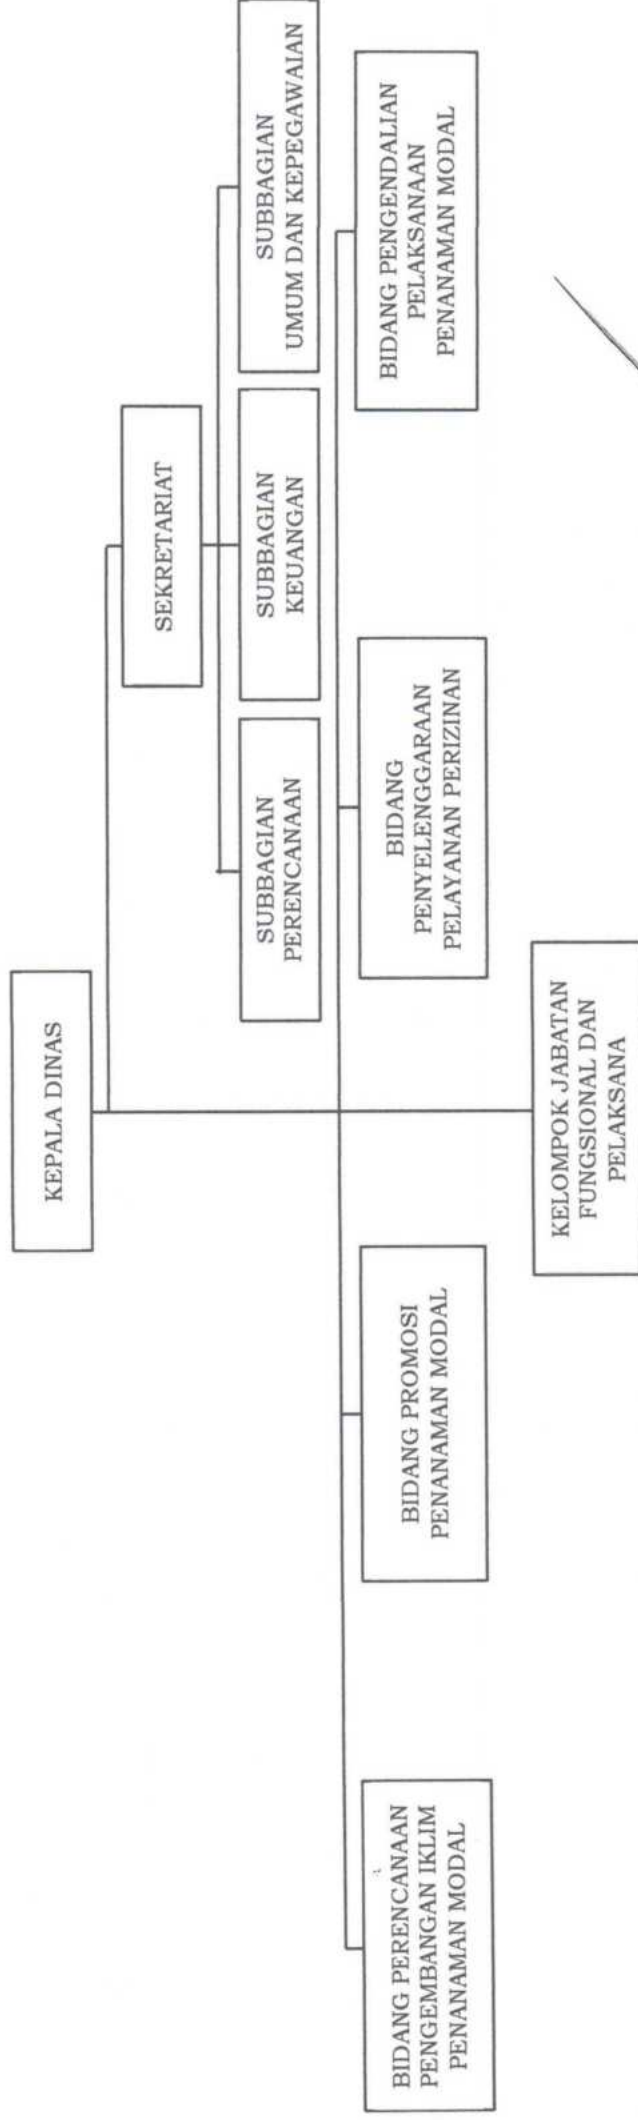 KEPALA DINAS
SEKRETARIAT
SUBBAGIAN
PERENCANAAN
SUBBAGIAN
KEUANGAN
SUBBAGIAN
UMUM DAN KEPEGAWAIAN
BIDANG PERENCANAAN
PENGEMBANGAN IKLIM
PENANAMAN MODAL
BIDANG PROMOSI
PENANAMAN MODAL
BIDANG
PENYELENGGARAAN
PELAYANAN PERIZINAN
BIDANG PENGENDALIAN
PELAKSANAAN
PENANAMAN MODAL
KELOMPOK JABATAN
FUNGSIONAL DAN
PELAKSANA